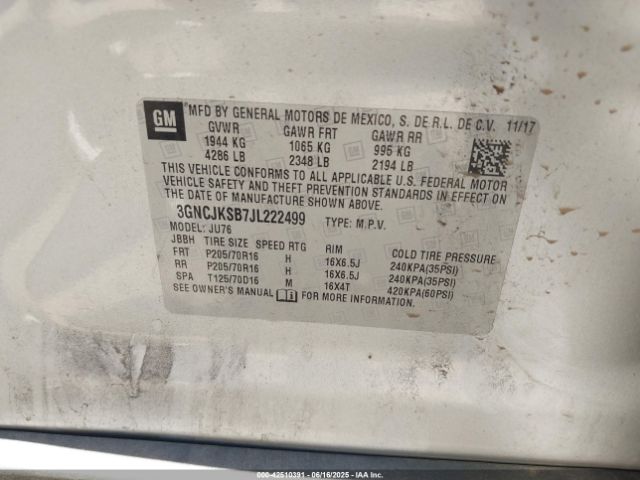 GM
MFD BY GENERAL MOTORS DE MEXICO, S. DE R.L. DE C.V. 11/17
GVWR GAWR FRT GAWR RR
1944 KG 1065 KG 995 KG
4286 LB 2348 LB 2194 LB
THIS VEHICLE CONFORMS TO ALL APPLICABLE U.S. FEDERAL MOTOR
VEHICLE SAFETY AND THEFT PREVENTION STANDARDS IN EFFECT ON
THE DATE OF MANUFACTURE SHOWN ABOVE.
3GNCJKSB7JL222499 TYPE: M.P.V.
MODEL: JU76
JBBH TIRE SIZE SPEED RTG RIM COLD TIRE PRESSURE
FRT P205/70R16 H 16X6.5J 240KPA(35PSI)
RR P205/70R16 H 16X6.5J 240KPA(35PSI)
SPA T125/70D16 M 16X4T 420KPA(60PSI)
SEE OWNER'S MANUAL FOR MORE INFORMATION.
000-42510391 - 06/16/2025 - IAA Inc.